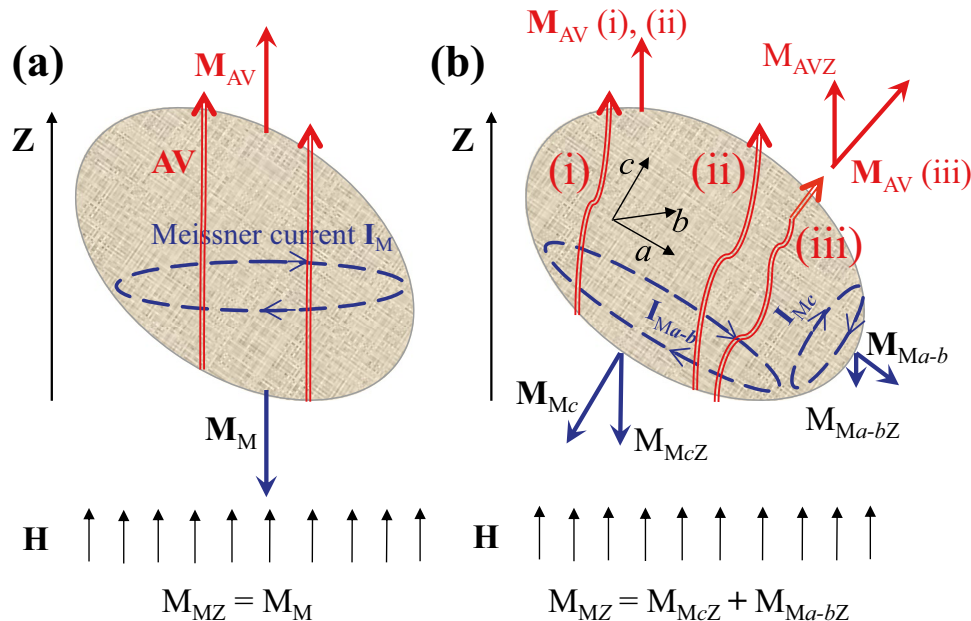 (a)
M_AV
Z
AV
Meissner current I_M
M_M
H
M_MZ = M_M
(b)
M_AV (i), (ii)
M_AVZ
Z
(i)
(ii)
M_AV (iii)
c
b
a
(iii)
I_Ma-b
I_Mc
M_Ma-b
M_Mc
M_McZ
M_Ma-bZ
H
M_MZ = M_McZ + M_Ma-bZ